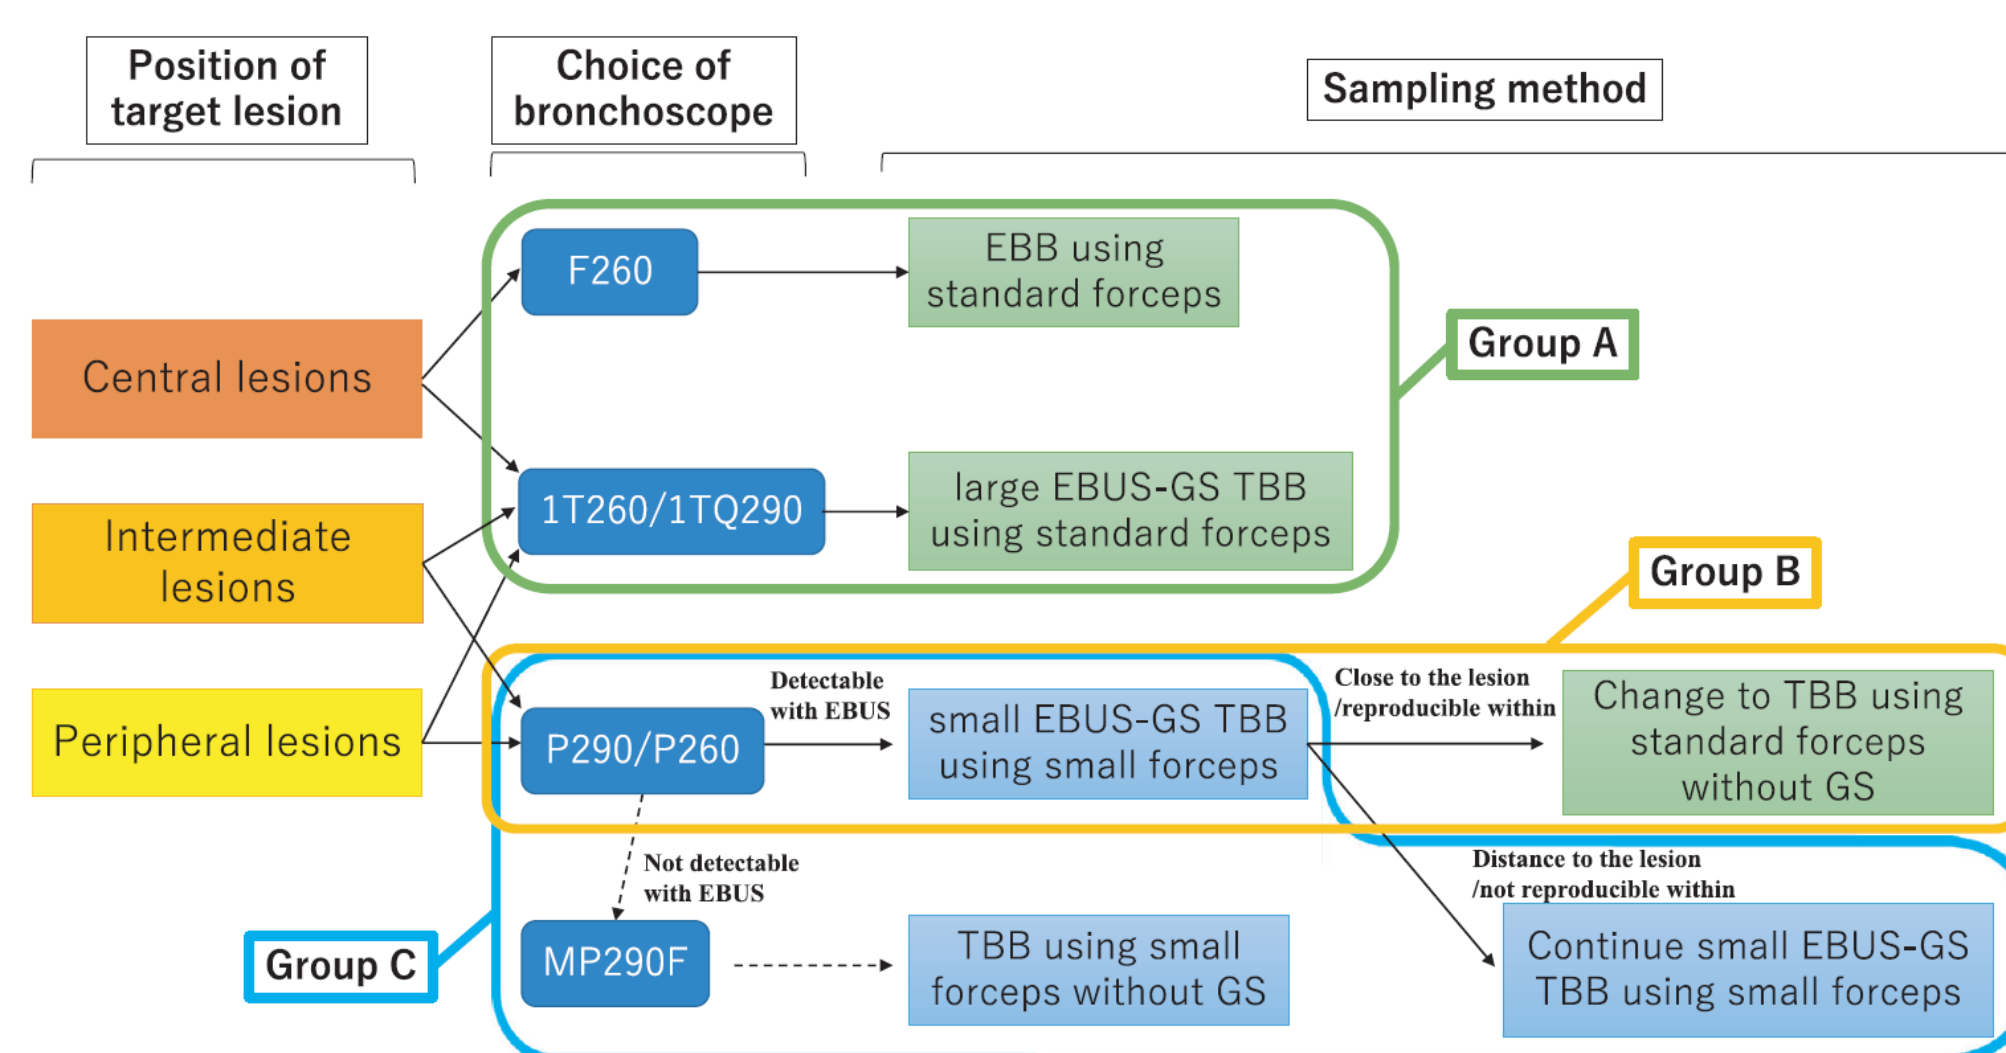 Position of
target lesion
Choice of
bronchoscope
Sampling method
F260
EBB using
standard forceps
Group A
Central lesions
1T260/1TQ290
large EBUS-GS TBB
using standard forceps
Intermediate
lesions
Group B
Peripheral lesions
P290/P260
Detectable
with EBUS
small EBUS-GS TBB
using small forceps
Close to the lesion
/reproducible within
Change to TBB using
standard forceps
without GS
Not detectable
with EBUS
Distance to the lesion
/not reproducible within
Group C
MP290F
TBB using small
forceps without GS
Continue small EBUS-GS
TBB using small forceps